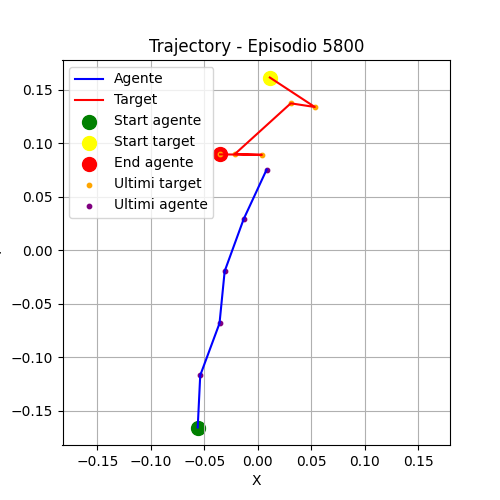 Trajectory - Episodio 5800
Agente
Target
Start agente
Start target
End agente
Ultimi target
Ultimi agente
0.15
0.10
0.05
0.00
−0.05
−0.10
−0.15
−0.15
−0.10
−0.05
0.00
0.05
0.10
0.15
X